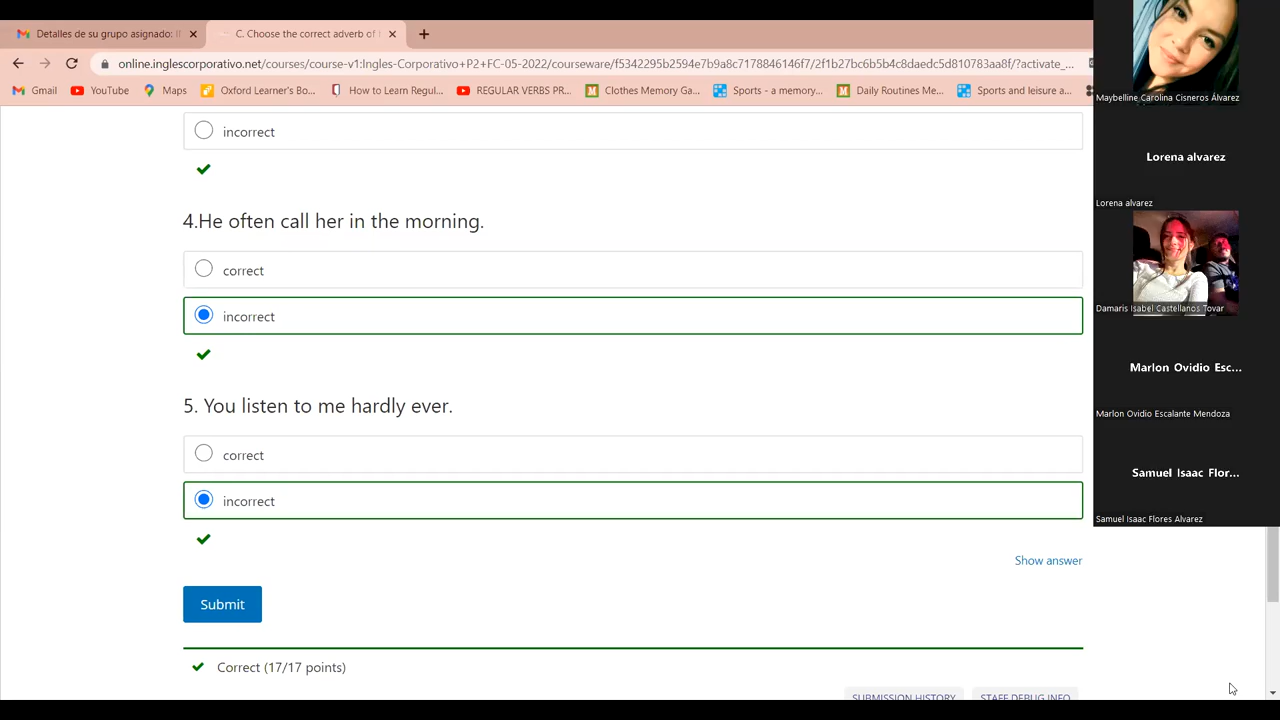 Detalles de su grupo asignado: I
C. Choose the correct adverb of f
online.inglescorporativo.net/courses/course-v1:Ingles-Corporativo+P2+FC-05-2022/courseware/f5342295b2594e7b9a8c7178846146f7/2f1b27bc6b5b4c8daedc5d810783aa8f/?activate_...
Gmail YouTube Maps Oxford Learner's Bo... How to Learn Regul... REGULAR VERBS PR... Clothes Memory Ga... Sports - a memory... Daily Routines Me... Sports and leisure a...
Maybelline Carolina Cisneros Álvarez
incorrect
Lorena alvarez
Lorena alvarez
4.He often call her in the morning.
correct
incorrect
Damaris Isabel Castellanos Tovar
Marlon Ovidio Esc...
Marlon Ovidio Escalante Mendoza
5. You listen to me hardly ever.
correct
incorrect
Samuel Isaac Flor...
Samuel Isaac Flores Alvarez
Show answer
Submit
Correct (17/17 points)
SUBMISSION HISTORY STAFF DEBUG INFO